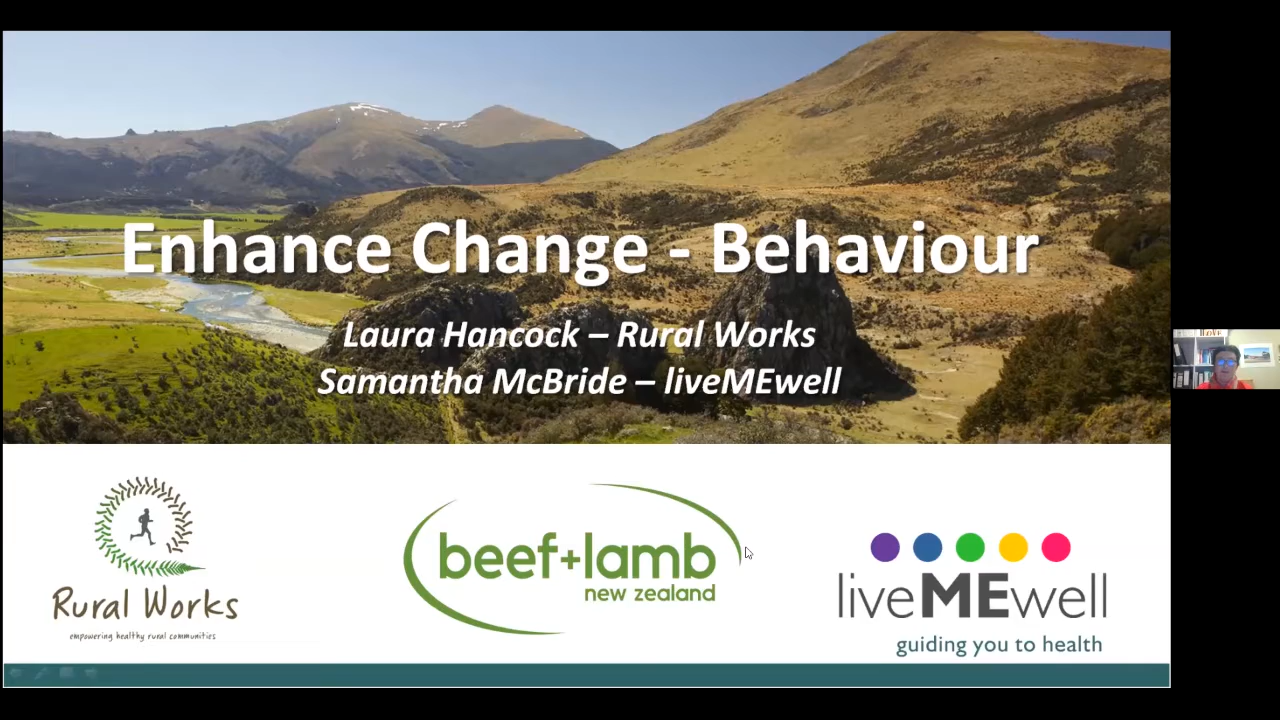 Enhance Change - Behaviour
Laura Hancock – Rural Works
Samantha McBride – liveMEwell
Rural Works
empowering healthy rural communities
beef+lamb
new zealand
liveMEwell
guiding you to health